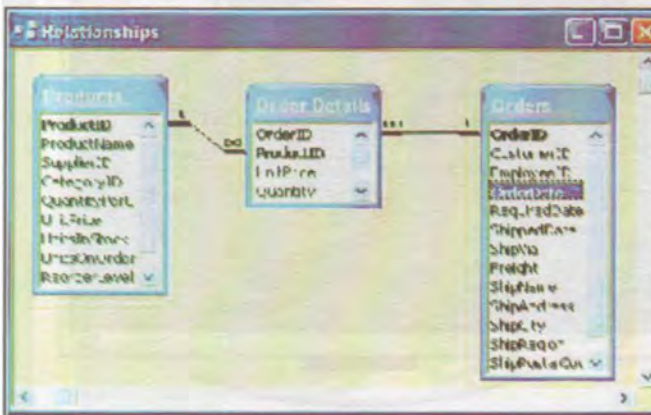 Relationships
Products
ProductID
ProductName
SupplierID
CategoryID
UnitPrice
UnitsInStock
UnitsOnOrder
ReorderLevel
Order Details
OrderID
ProductID
UnitPrice
Quantity
Orders
OrderID
CustomerID
EmployeeID
OrderDate
RequiredDate
ShippedDate
ShipVia
Freight
ShipName
ShipAddress
ShipCity
ShipRegion
1
∞
1